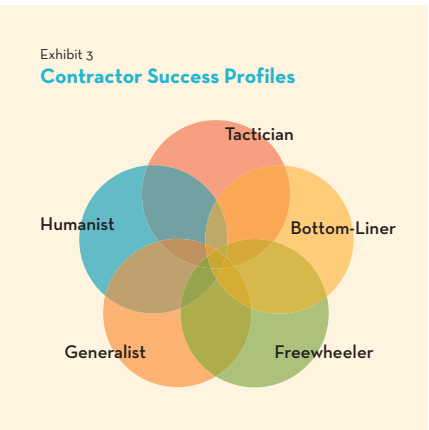 Exhibit 3
Contractor Success Profiles
Tactician
Humanist
Bottom-Liner
Generalist
Freewheeler